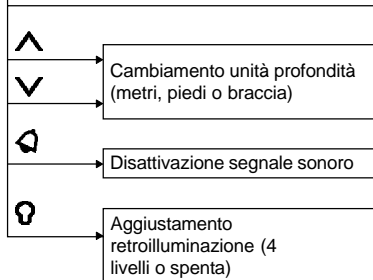 Cambiamento unità profondità
(metri, piedi o braccia)
Disattivazione segnale sonoro
Aggiustamento
retroilluminazione (4
livelli o spenta)